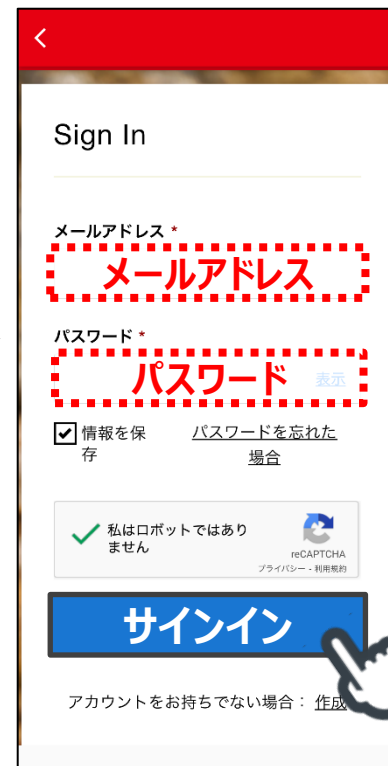 Sign In
メールアドレス *
メールアドレス
パスワード *
パスワード 表示
情報を保
存
パスワードを忘れた
場合
私はロボットではあり
ません
reCAPTCHA
プライバシー - 利用規約
サインイン
アカウントをお持ちでない場合： 作成